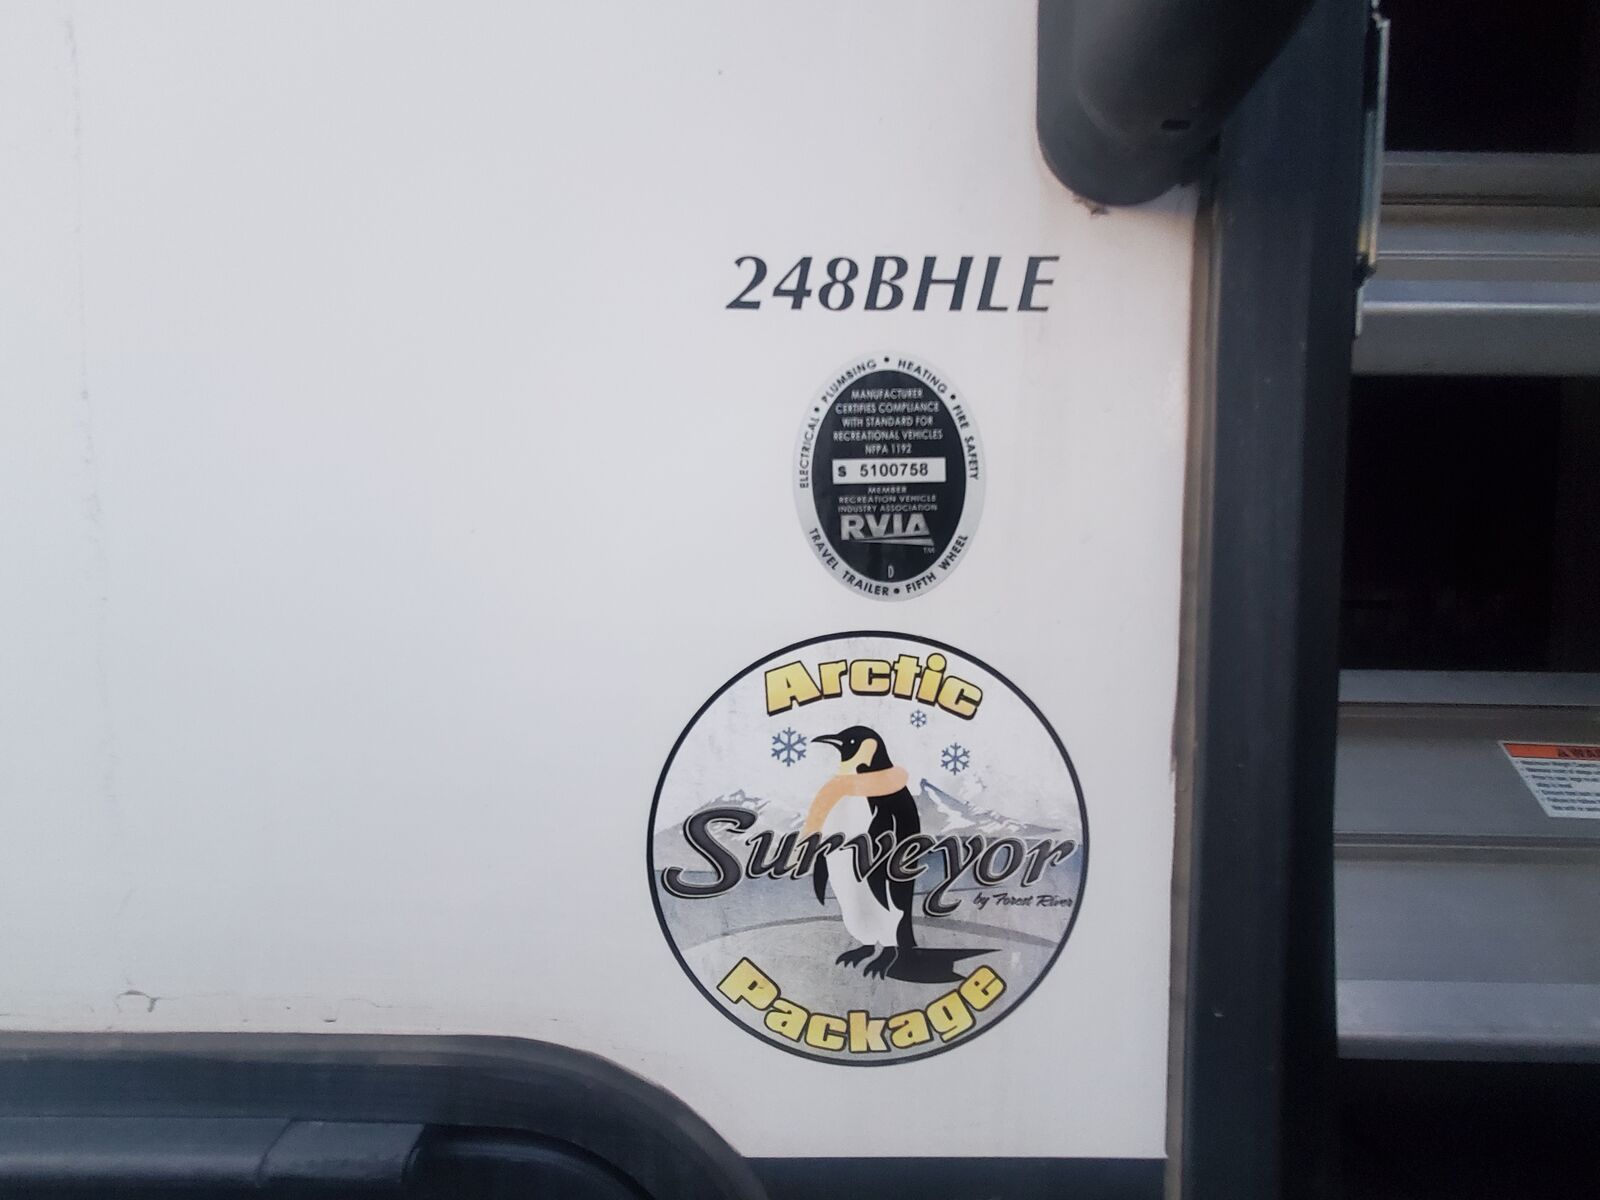 248BHLE
ELECTRICAL • PLUMBING • HEATING • FIRE SAFETY
MANUFACTURER
CERTIFIES COMPLIANCE
WITH STANDARD FOR
RECREATIONAL VEHICLES
NFPA 1192
S 5100758
MEMBER
RECREATION VEHICLE
INDUSTRY ASSOCIATION
RVIA
TM
D
TRAVEL TRAILER • FIFTH WHEEL
Arctic
Surveyor
by Forest River
Package